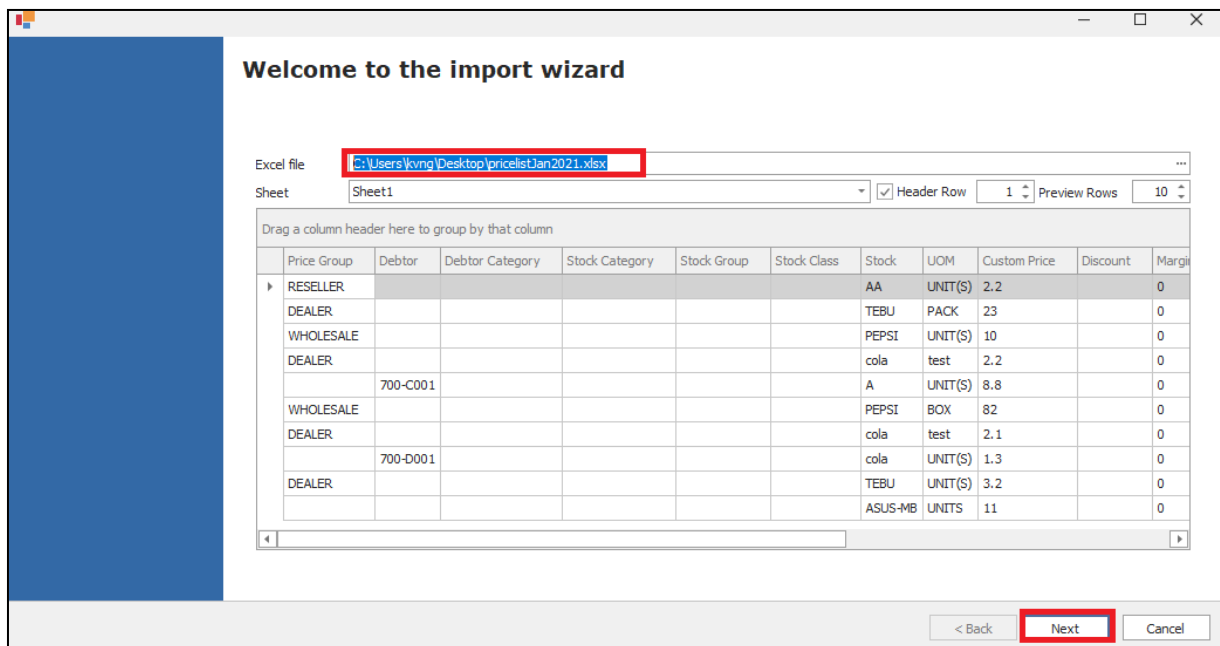 Welcome to the import wizard
Excel file C:\Users\kvng\Desktop\pricelistJan2021.xlsx ...
Sheet Sheet1 Header Row 1 Preview Rows 10
Drag a column header here to group by that column
Price Group Debtor Debtor Category Stock Category Stock Group Stock Class Stock UOM Custom Price Discount Margin
RESELLER AA UNIT(S) 2.2 0
DEALER TEBU PACK 23 0
WHOLESALE PEPSI UNIT(S) 10 0
DEALER cola test 2.2 0
700-C001 A UNIT(S) 8.8 0
WHOLESALE PEPSI BOX 82 0
DEALER cola test 2.1 0
700-D001 cola UNIT(S) 1.3 0
DEALER TEBU UNIT(S) 3.2 0
ASUS-MB UNITS 11 0
< Back Next Cancel